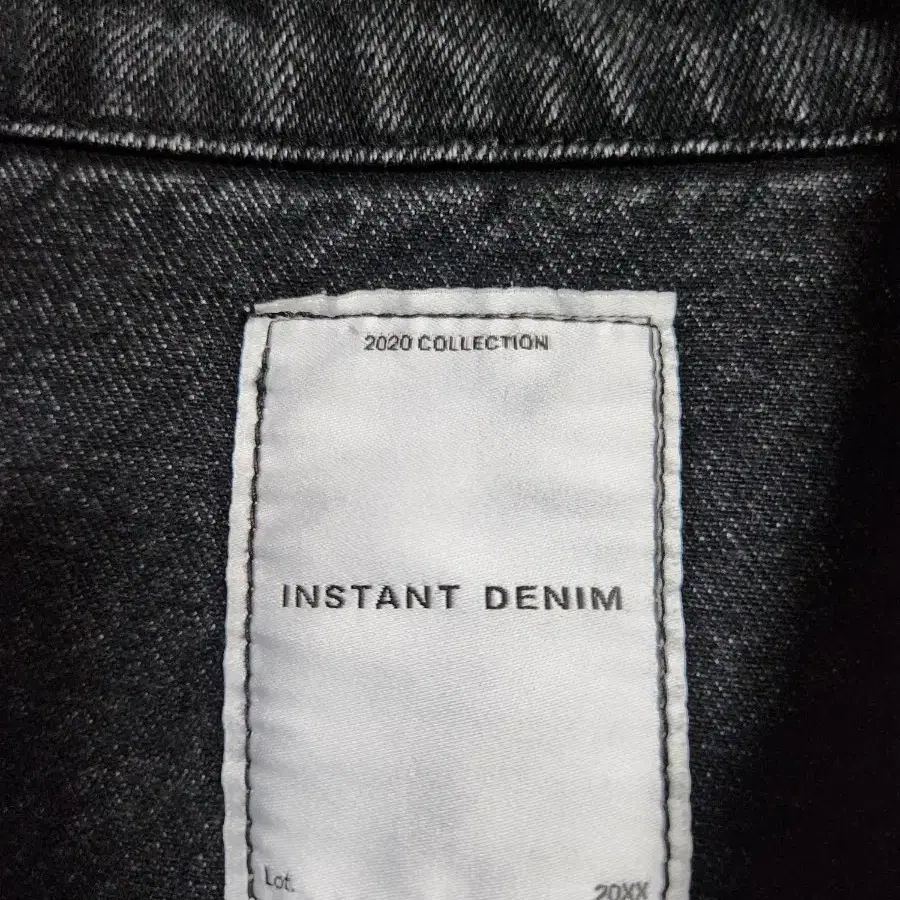 2020 COLLECTION
INSTANT DENIM
Lot. 20XX